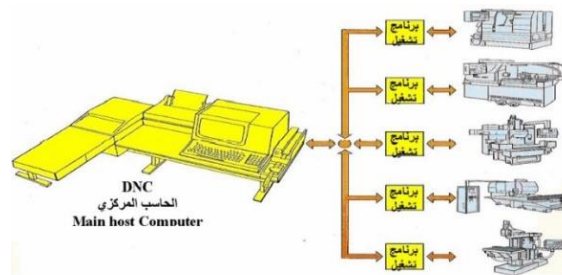 برنامج
تشغيل
برنامج
تشغيل
برنامج
تشغيل
برنامج
تشغيل
برنامج
تشغيل
DNC
الحاسب المركزي
Main host Computer